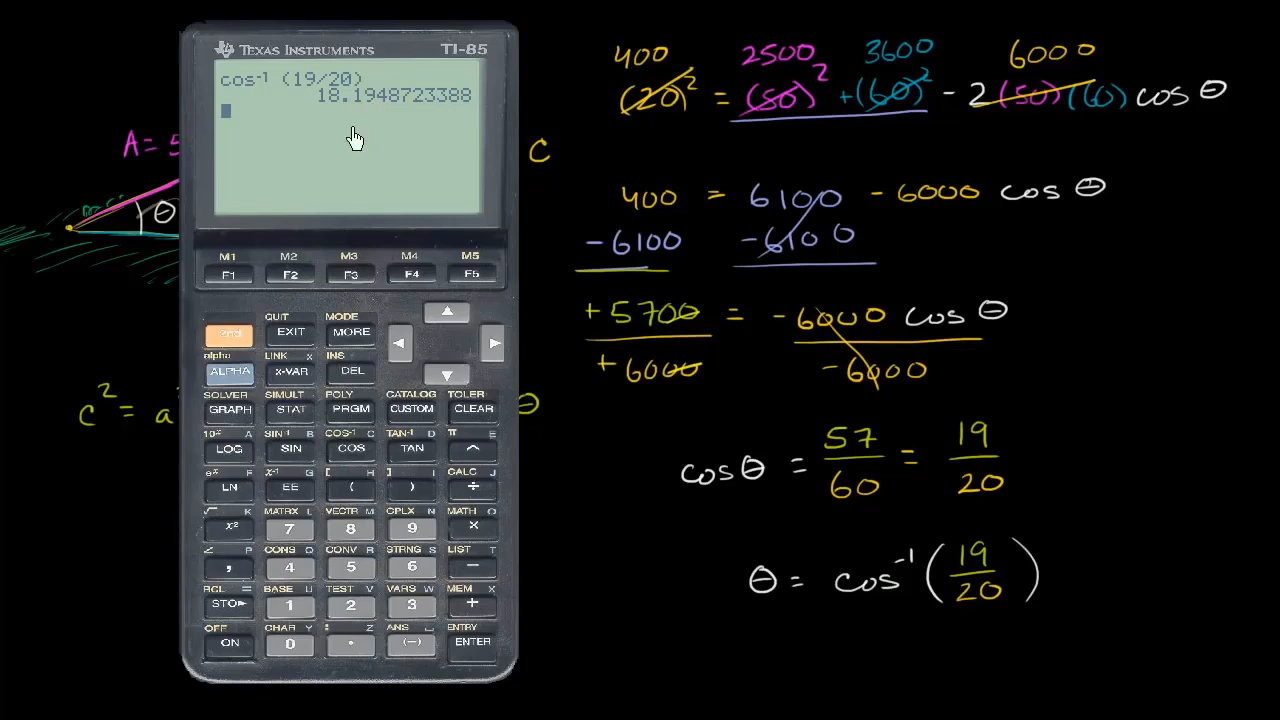 TEXAS INSTRUMENTS TI-85
cos⁻¹ (19/20)
18.1948723388
M1 M2 M3 M4 M5
F1 F2 F3 F4 F5
QUIT MODE
2nd EXIT MORE
alpha LINK x INS
ALPHA x-VAR DEL
SOLVER SIMULT POLY CATALOG TOLER
GRAPH STAT PRGM CUSTOM CLEAR
10ˣ A SIN⁻¹ B COS⁻¹ C TAN⁻¹ D π E
LOG SIN COS TAN ^
eˣ F x⁻¹ G [ H ] I CALC J
LN EE ( ) ÷
√ K MATRX L VECTR M CPLX N MATH O
x² 7 8 9 ×
∠ P CONS Q CONV R STRNG S LIST T
, 4 5 6 −
RCL = BASE U TEST V VARS W MEM X
STO▸ 1 2 3 +
OFF CHAR Y : Z ANS ENTRY
ON 0 . (−) ENTER
A = 5
C
θ
c² = a
θ
400 2500 3600 6000
(20)² = (50)² + (60)² - 2 (50)(60) cos θ
400 = 6100 - 6000 cos θ
-6100 -6100
+5700 = -6000 cos θ
+6000 -6000
cos θ = 57/60 = 19/20
θ = cos⁻¹ (19/20)